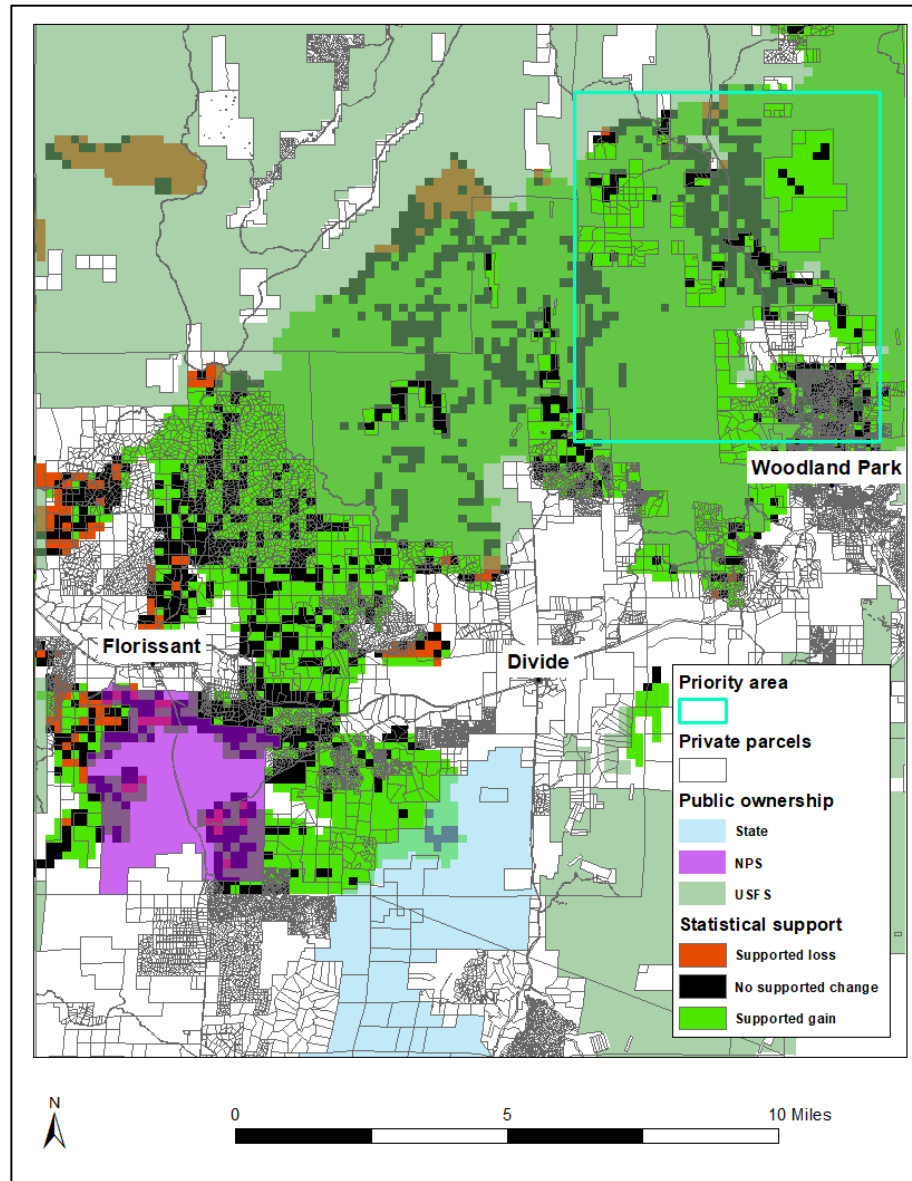 Woodland Park
Florissant
Divide
Priority area
Private parcels
Public ownership
State
NPS
USFS
Statistical support
Supported loss
No supported change
Supported gain
N
0 5 10 Miles